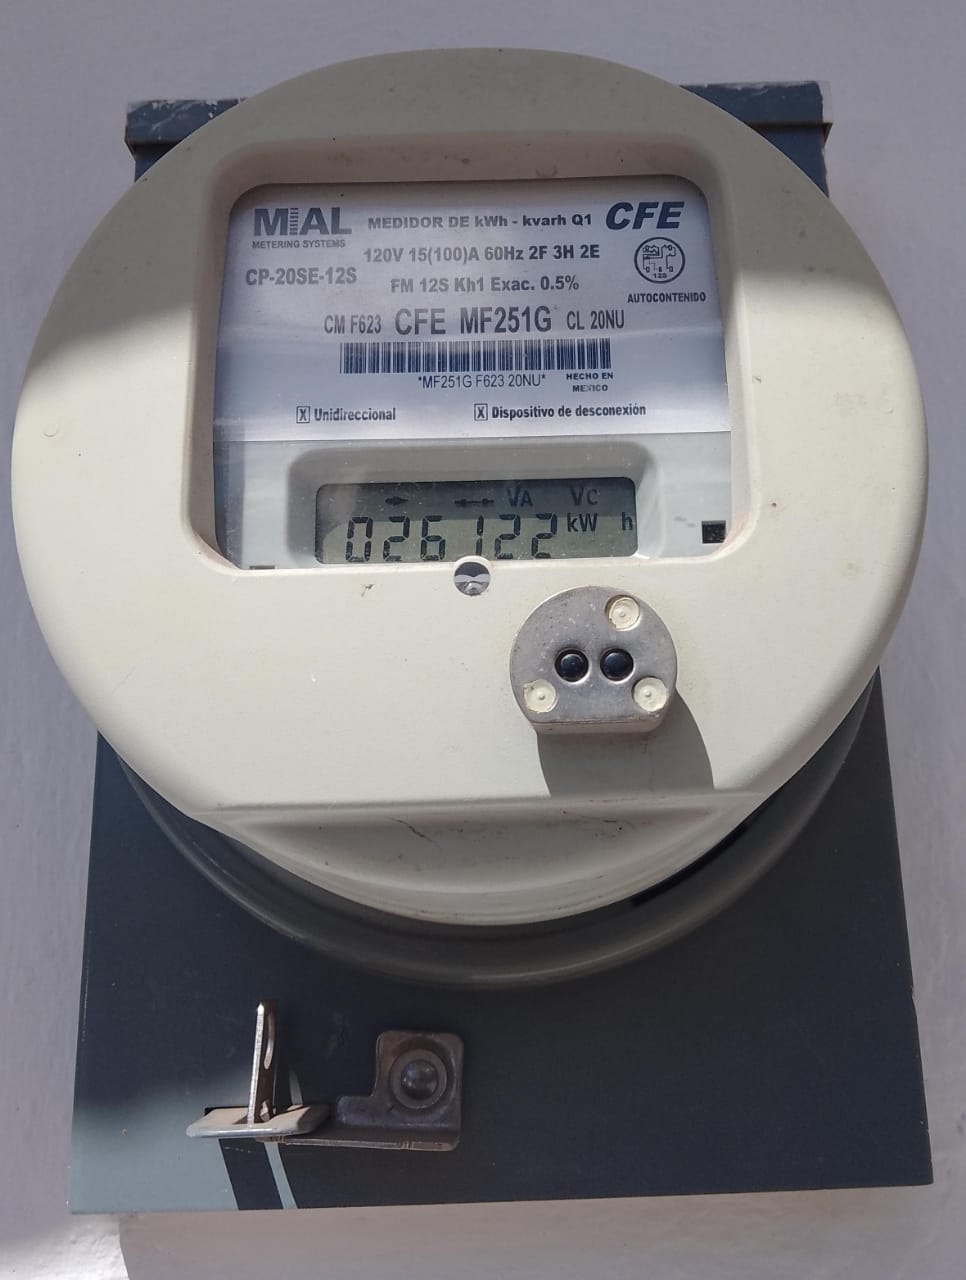 MIAL
METERING SYSTEMS
MEDIDOR DE kWh - kvarh Q1
CFE
120V 15(100)A 60Hz 2F 3H 2E
CP-20SE-12S
FM 12S Kh1 Exac. 0.5%
12S
AUTOCONTENIDO
CM F623 CFE MF251G CL 20NU
*MF251G F623 20NU*
HECHO EN
MEXICO
X Unidireccional
X Dispositivo de desconexión
VA VC
026122 kW h